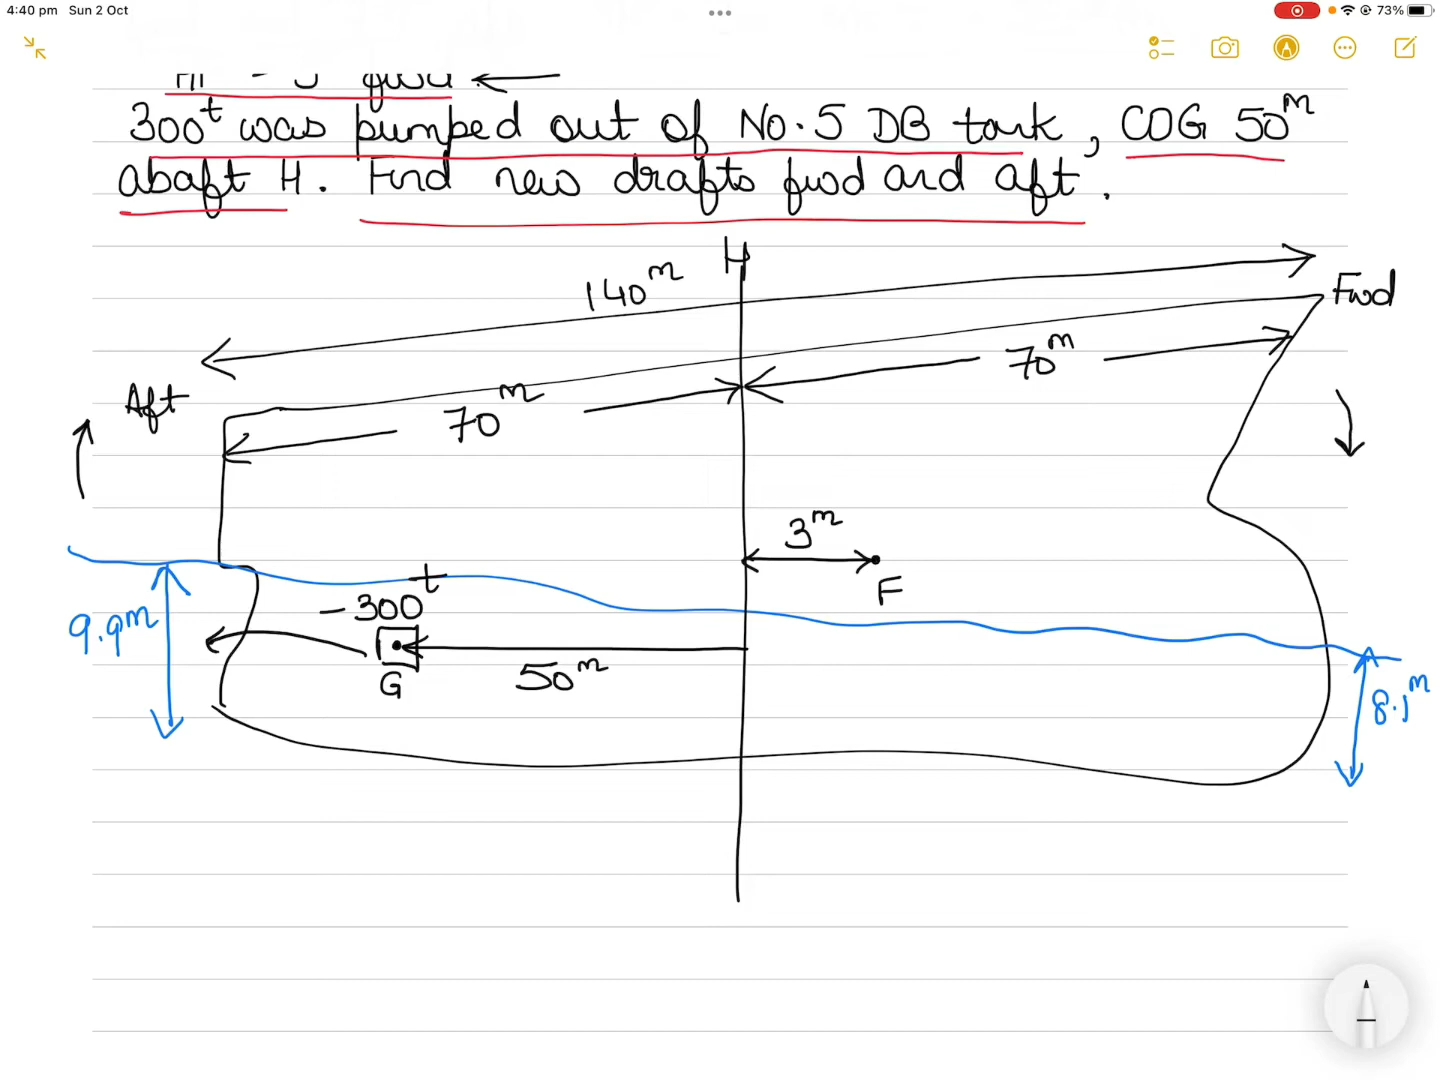 4:40 pm Sun 2 Oct
73%
300t was pumped out of No.5 DB tank, COG 50m
abaft H. Find new drafts fwd and aft.
H
140m
Fwd
70m
Aft
70m
3m
F
-300t
9.9m
G
50m
8.1m